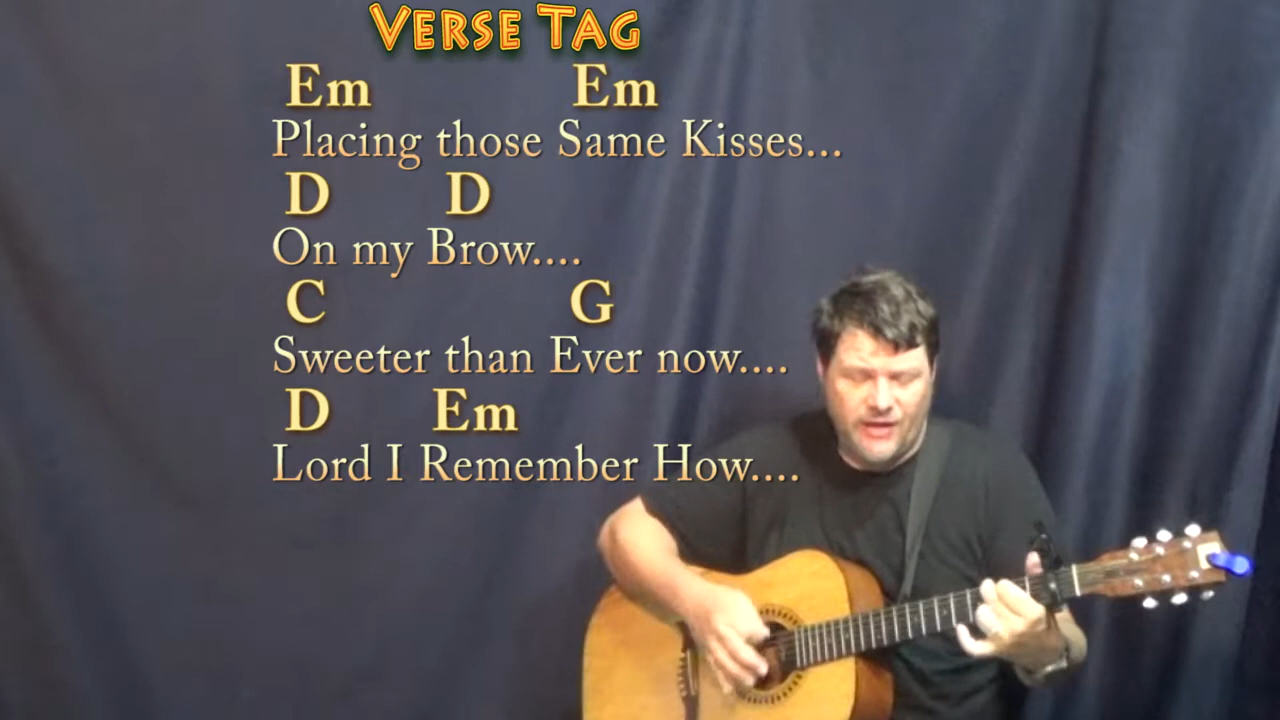 VERSE TAG
Em Em
Placing those Same Kisses...
D D
On my Brow....
C G
Sweeter than Ever now....
D Em
Lord I Remember How....